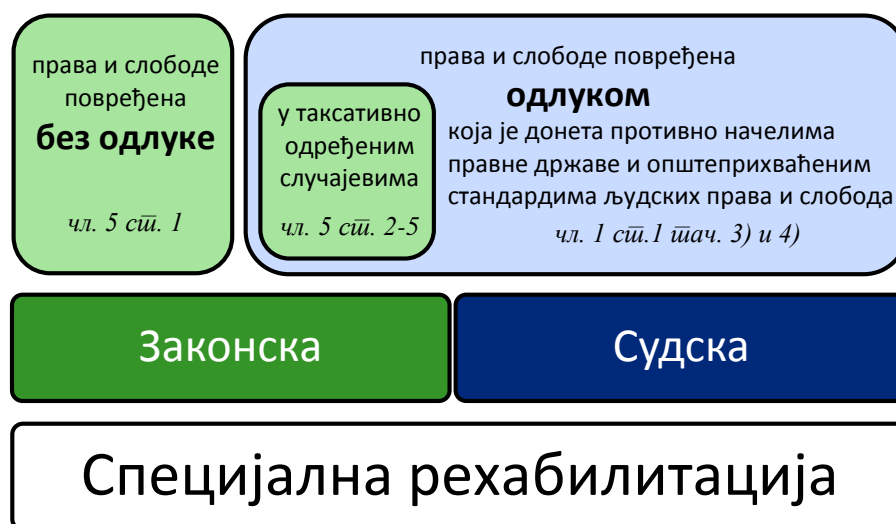 права и слободе
повређена
без одлуке
чл. 5 ст. 1
права и слободе повређена
одлуком
која је донета противно начелима
правне државе и општеприхваћеним
стандардима људских права и слобода
чл. 1 ст.1 тач. 3) и 4)
у таксативно
одређеним
случајевима
чл. 5 ст. 2-5
Законска
Судска
Специјална рехабилитација